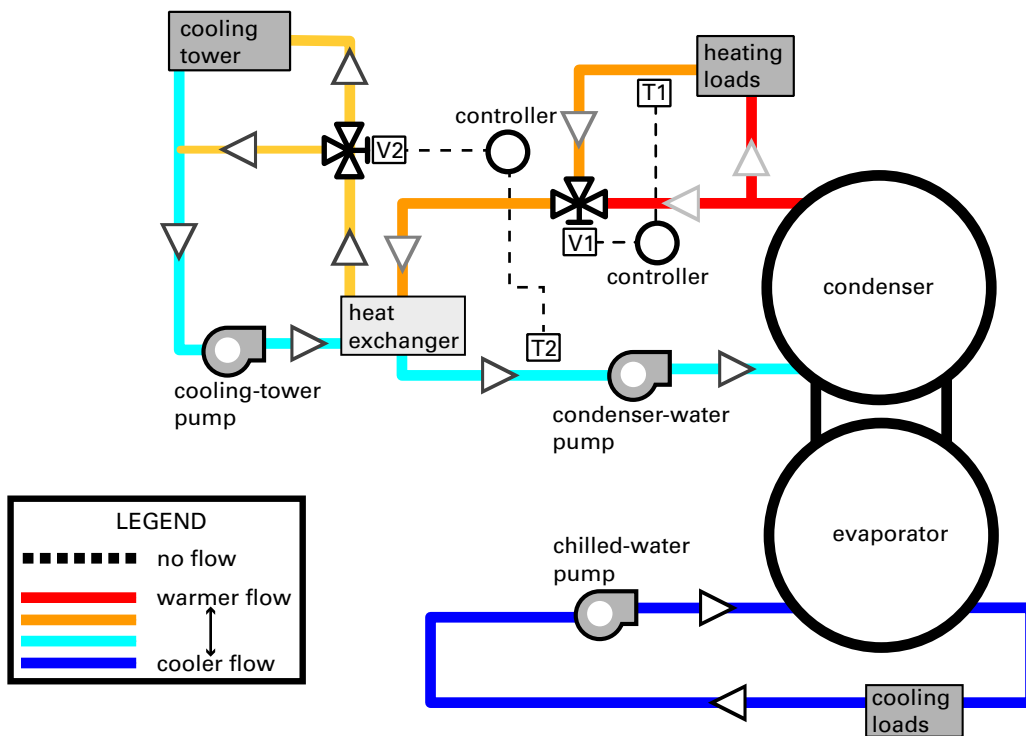 cooling
tower
heating
loads
T1
controller
V2
V1
controller
condenser
heat
exchanger
T2
cooling-tower
pump
condenser-water
pump
LEGEND
no flow
warmer flow
cooler flow
evaporator
chilled-water
pump
cooling
loads